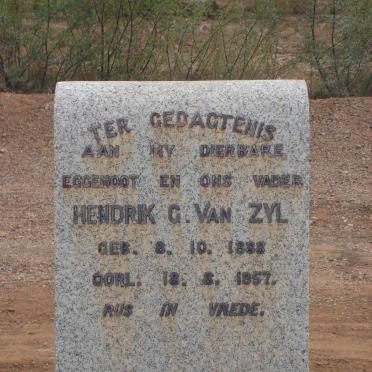 TER GEDAGTENIS
AAN MY DIERBARE
EGGENOOT EN ONS VADER
HENDRIK G. VAN ZYL
GEB. 8. 10. 1888
OORL. 18. 8. 1957.
RUS IN VREDE.